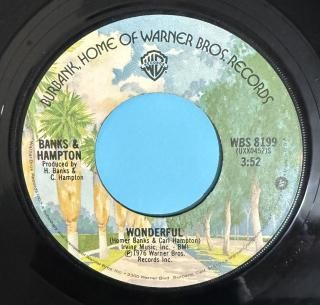 BURBANK, HOME OF WARNER BROS. RECORDS
BANKS &
HAMPTON
Produced by
H. Banks &
C. Hampton
WBS 8199
(UXX0452)S
3:52
WONDERFUL
(Homer Banks & Carl Hampton)
Irving Music, Inc. - BMI
℗ 1976 Warner Bros.
Records Inc.